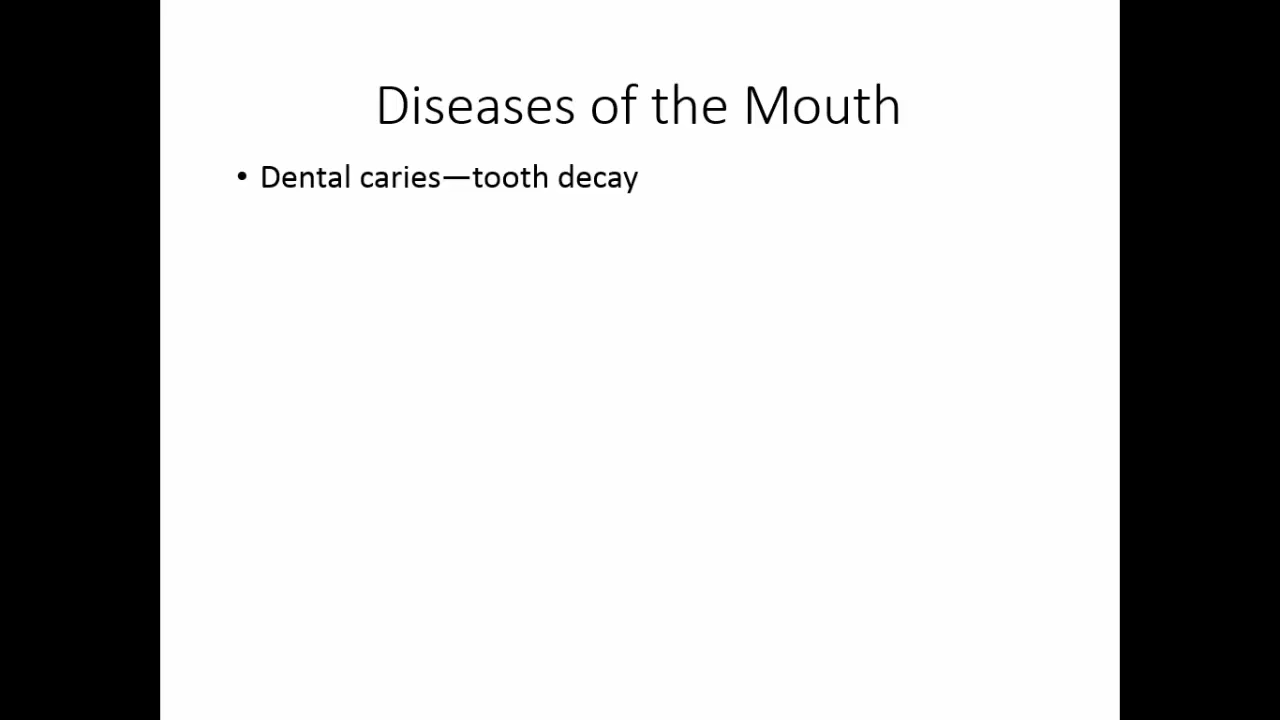 Diseases of the Mouth
• Dental caries—tooth decay